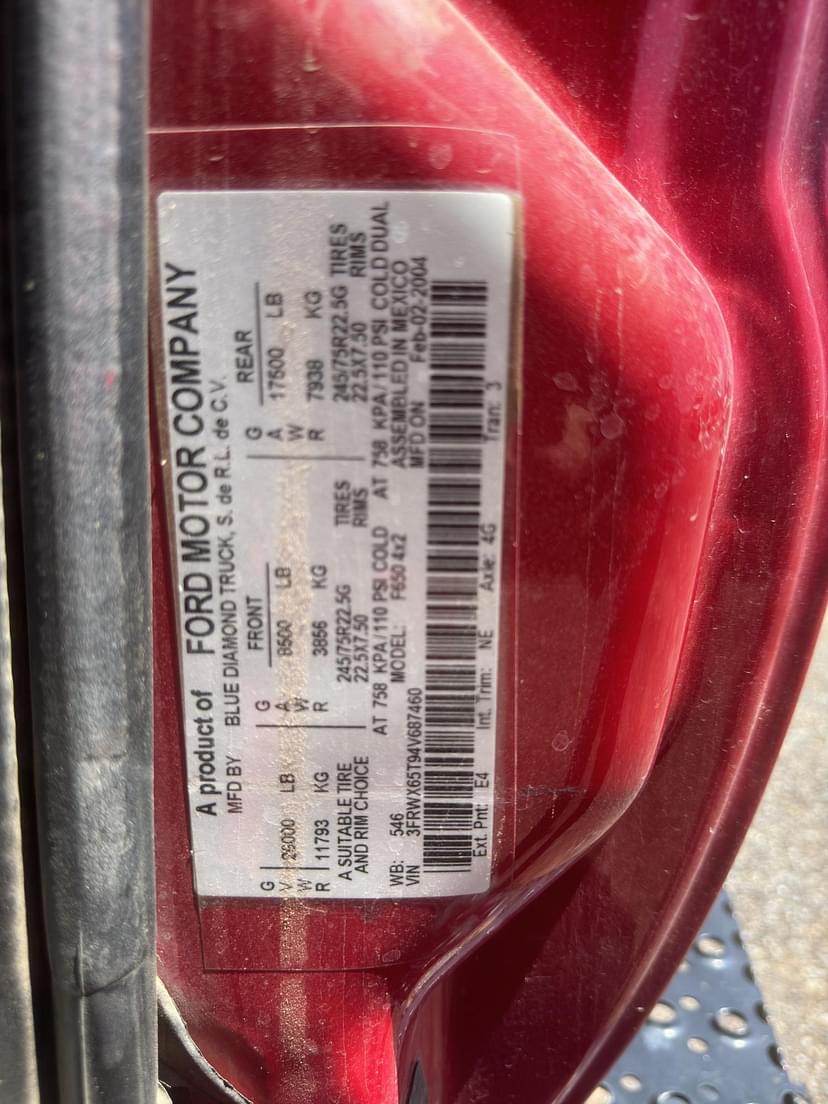 A product of FORD MOTOR COMPANY
MFD BY BLUE DIAMOND TRUCK, S. de R.L. de C.V.
FRONT REAR
G 26000 LB G G
V A 8500 LB A 17500 LB
W W W
R 11793 KG R 3856 KG R 7938 KG
A SUITABLE TIRE 245/75R22.5G TIRES 245/75R22.5G TIRES
AND RIM CHOICE 22.5X7.50 RIMS 22.5X7.50 RIMS
AT 758 KPA/110 PSI COLD AT 758 KPA/110 PSI COLD DUAL
WB: 546 MODEL: F650 4x2 ASSEMBLED IN MEXICO
VIN 3FRWX65T94V687460 MFD ON Feb-02-2004
Ext. Pnt: E4 Int. Trim: NE Axle: 4G Tran: 3